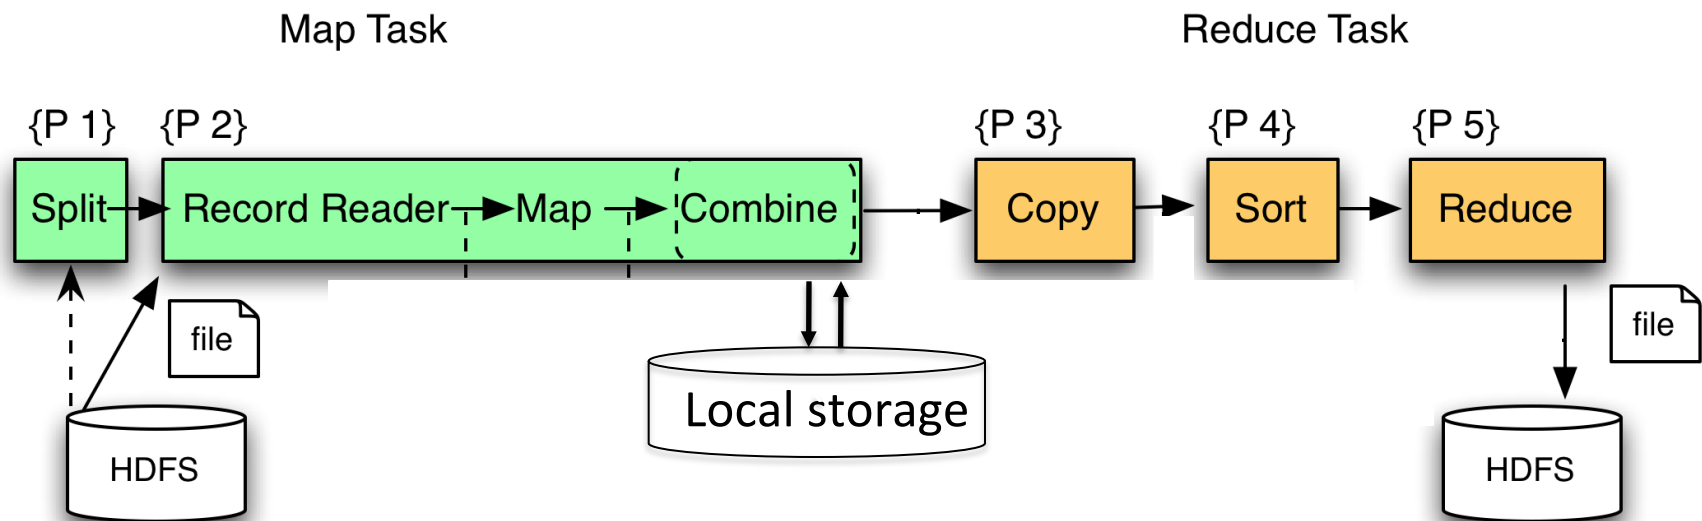 Map Task
Reduce Task
{P 1}
{P 2}
{P 3}
{P 4}
{P 5}
Split
Record Reader
Map
Combine
Copy
Sort
Reduce
file
file
Local storage
HDFS
HDFS